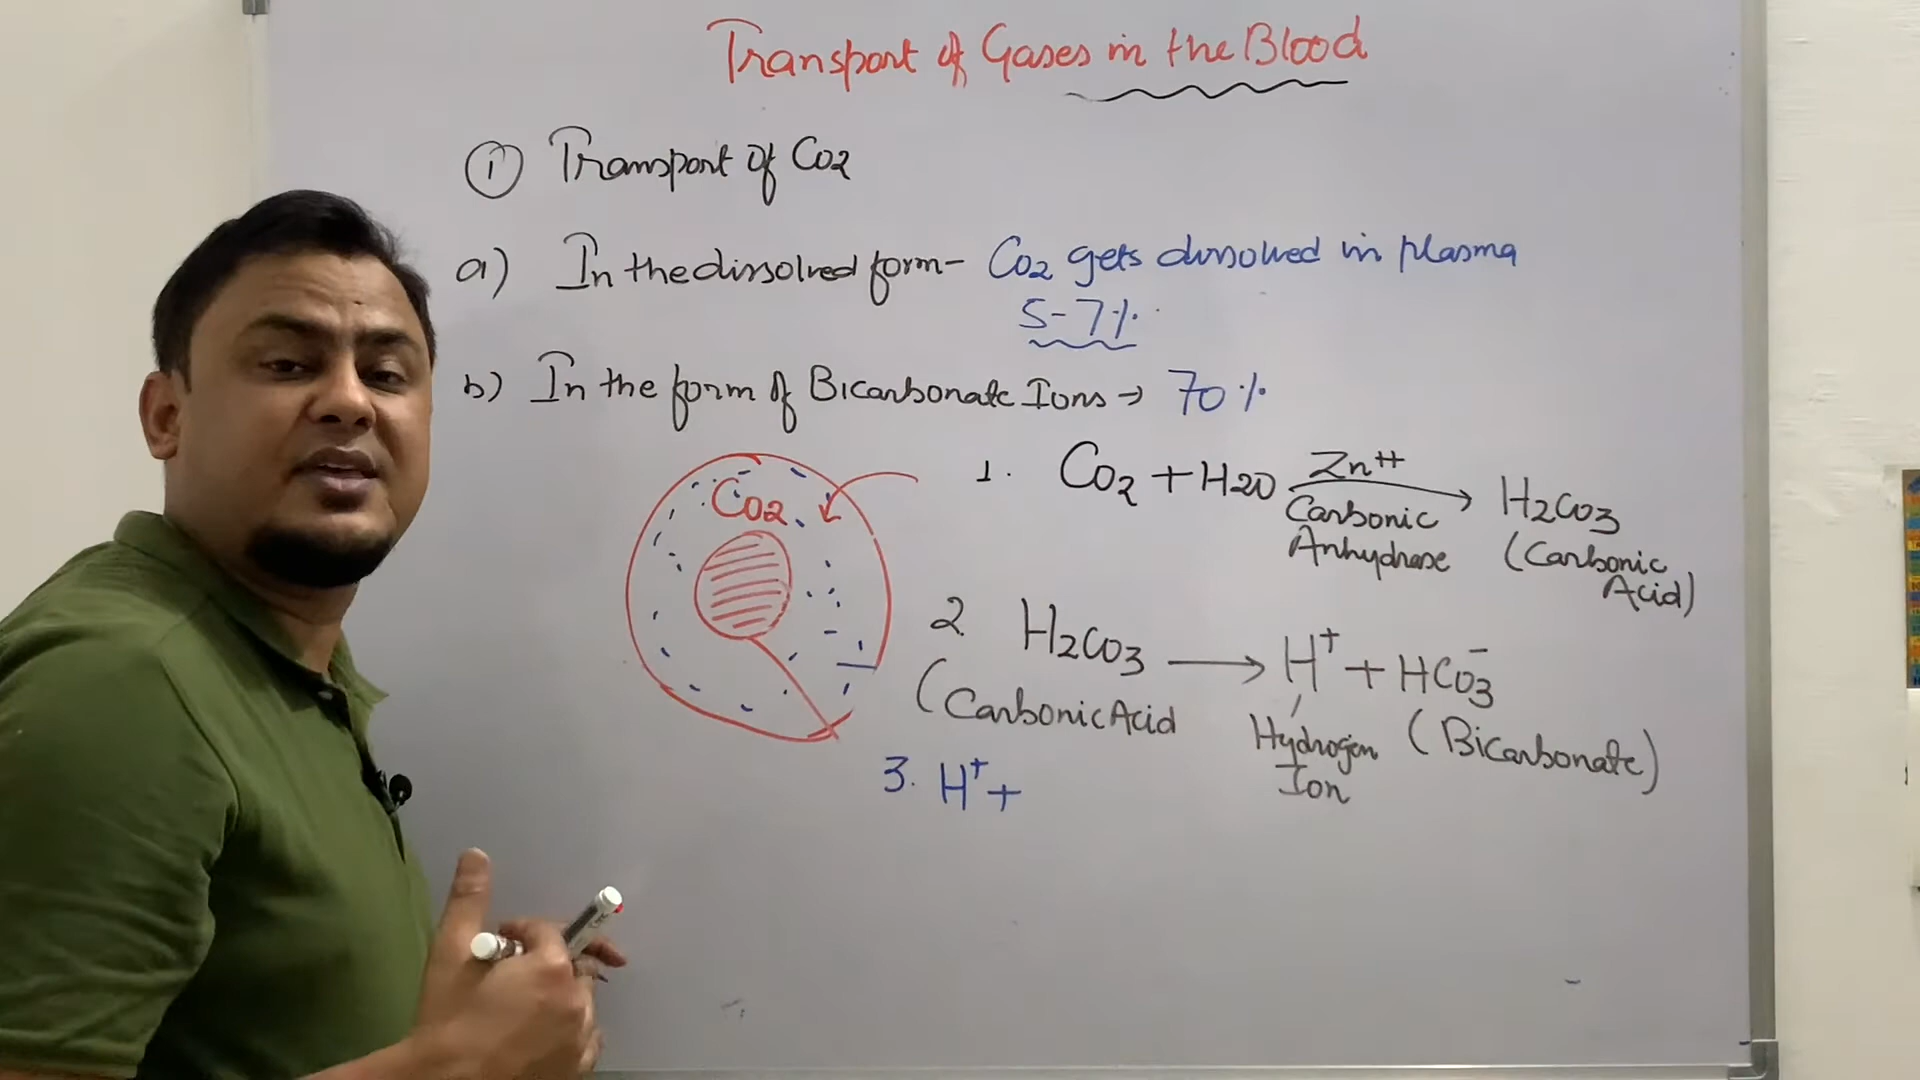 Transport of Gases in the Blood
① Transport of Co2
a) In the dissolved form- Co2 gets dissolved in plasma
5-7%
b) In the form of Bicarbonate Ions → 70%
Co2
1. Co2 + H2O Zn++ → H2Co3
Carbonic Anhydrase
(Carbonic Acid)
2. H2Co3 → H+ + HCo3-
(Carbonic Acid
Hydrogen Ion
(Bicarbonate)
3. H+ +